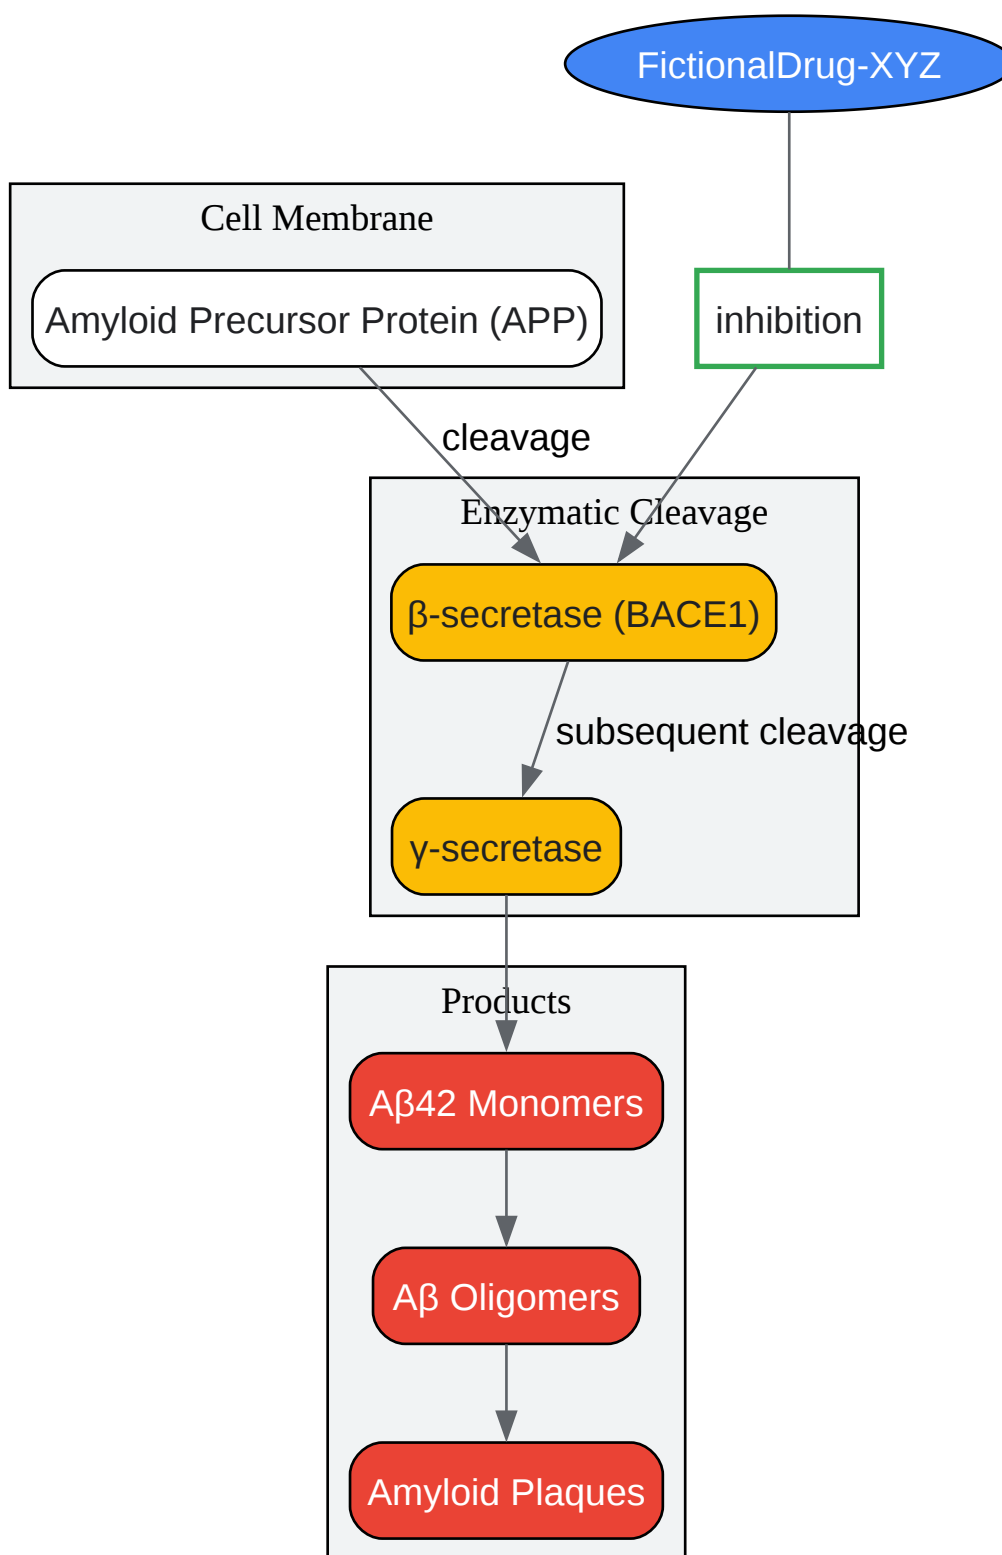 FictionalDrug-XYZ
Cell Membrane
Amyloid Precursor Protein (APP)
inhibition
cleavage
Enzymatic Cleavage
β-secretase (BACE1)
subsequent cleavage
γ-secretase
Products
Aβ42 Monomers
Aβ Oligomers
Amyloid Plaques